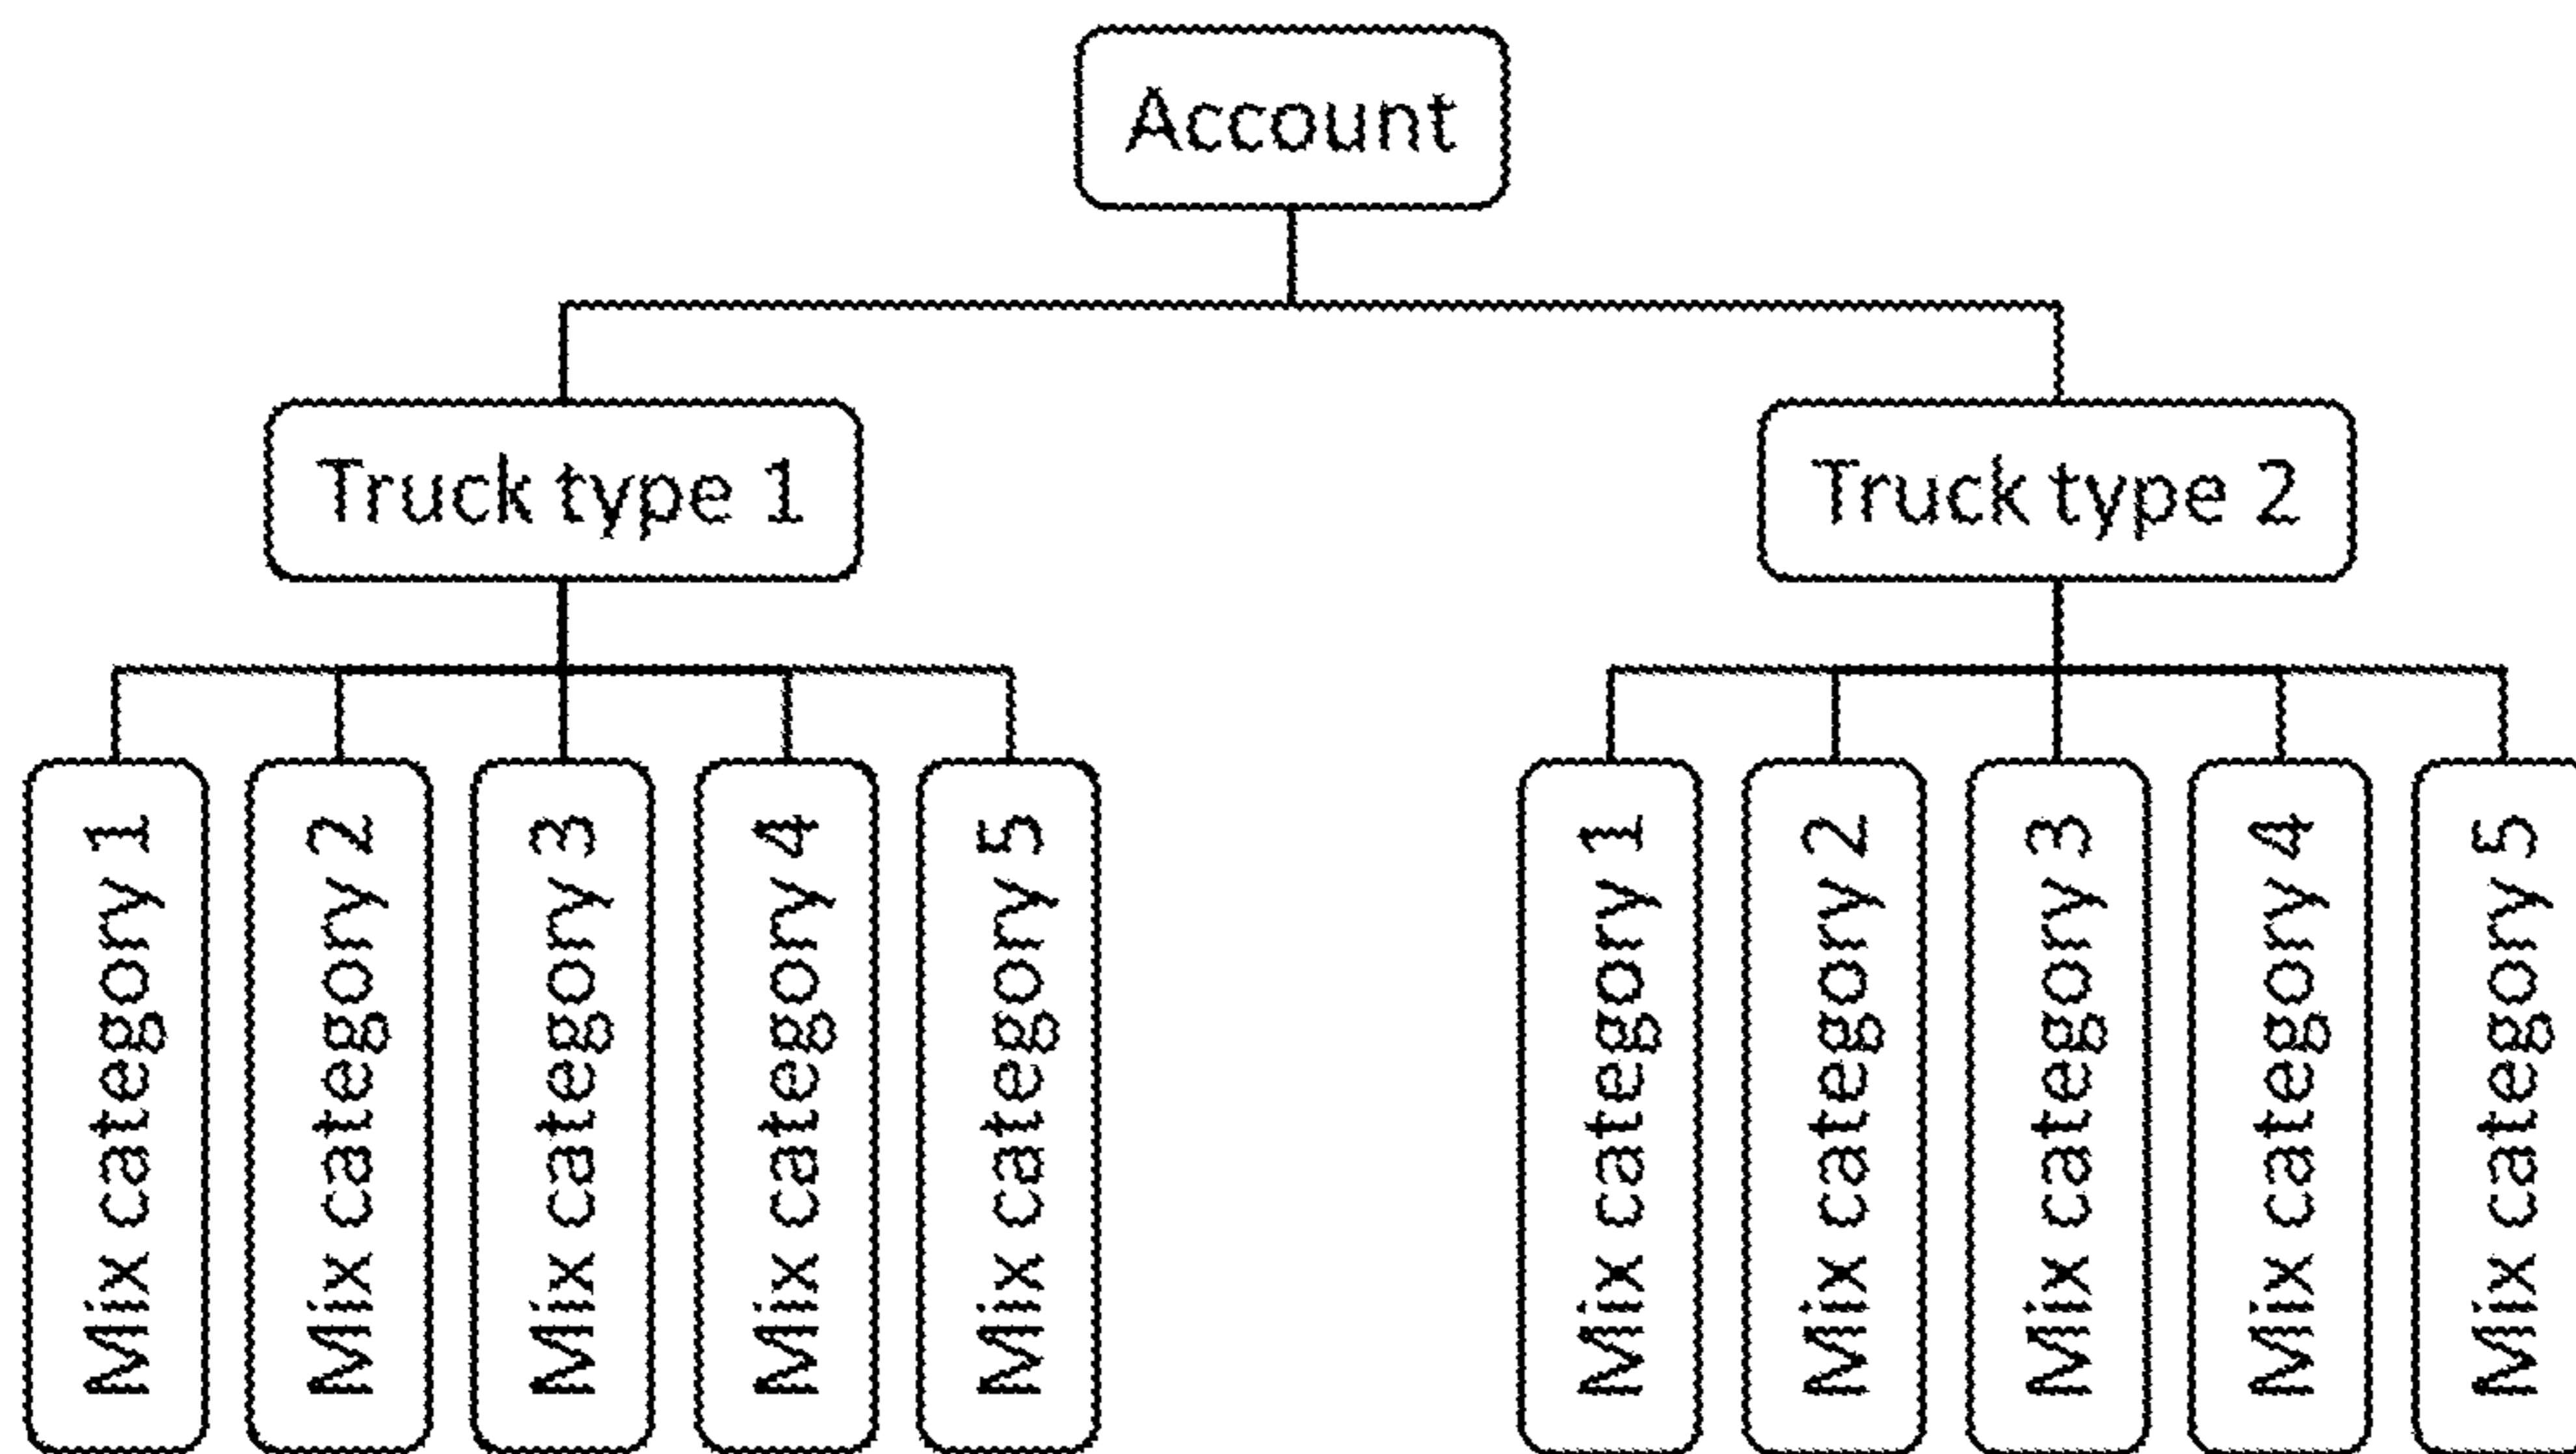 Account
Truck type 1
Truck type 2
Mix category 1
Mix category 2
Mix category 3
Mix category 4
Mix category 5
Mix category 1
Mix category 2
Mix category 3
Mix category 4
Mix category 5